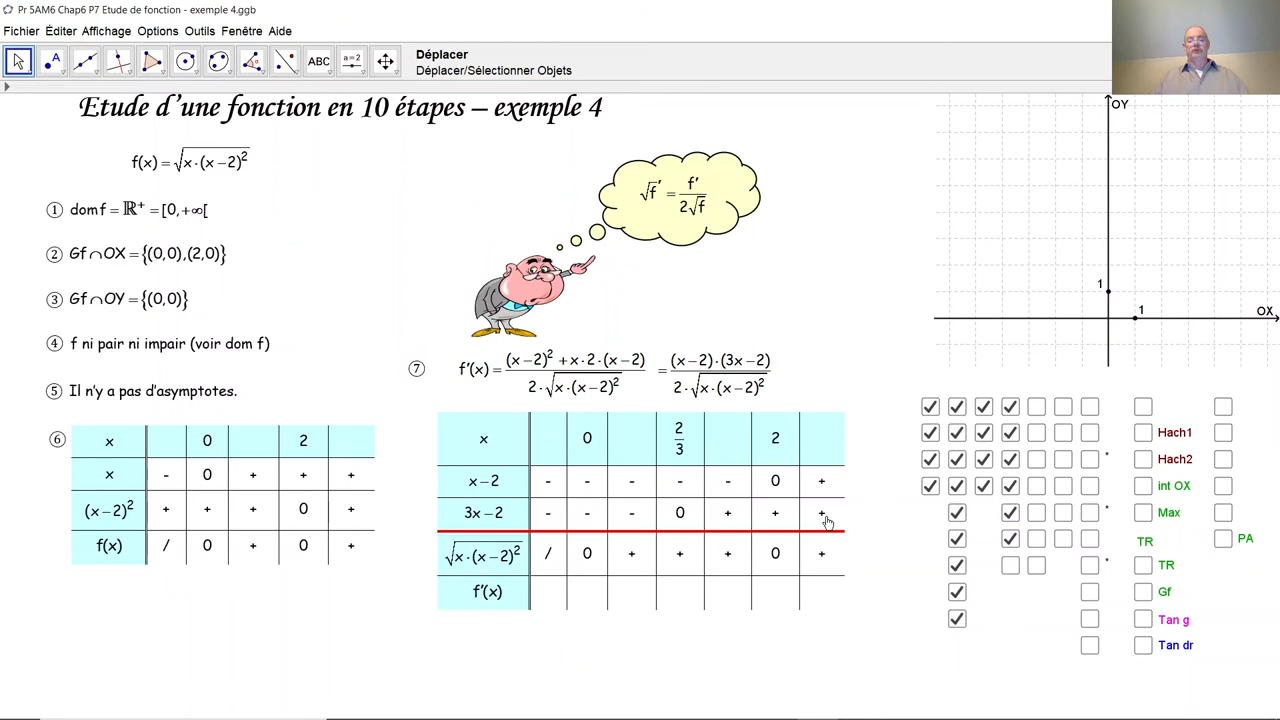 Pr 5AM6 Chap6 P7 Etude de fonction - exemple 4.ggb
Fichier Éditer Affichage Options Outils Fenêtre Aide
ABC a=2
Déplacer
Déplacer/Sélectionner Objets
Etude d'une fonction en 10 étapes – exemple 4
f(x) = √(x·(x−2)²)
√f ′ = f′ / 2√f
① dom f = ℝ⁺ = [0,+∞[
② Gf ∩ OX = {(0,0),(2,0)}
③ Gf ∩ OY = {(0,0)}
④ f ni pair ni impair (voir dom f)
⑤ Il n'y a pas d'asymptotes.
⑥
x 0 2
x - 0 + + +
(x−2)² + + + 0 +
f(x) / 0 + 0 +
⑦ f′(x) = ((x−2)² + x·2·(x−2)) / (2·√(x·(x−2)²)) = ((x−2)·(3x−2)) / (2·√(x·(x−2)²))
x 0 2/3 2
x−2 - - - - - 0 +
3x−2 - - - 0 + + +
√(x·(x−2)²) / 0 + + + 0 +
f′(x)
OY
1
1
OX
Hach1
* Hach2
int OX
* Max
TR PA
* TR
Gf
Tan g
Tan dr